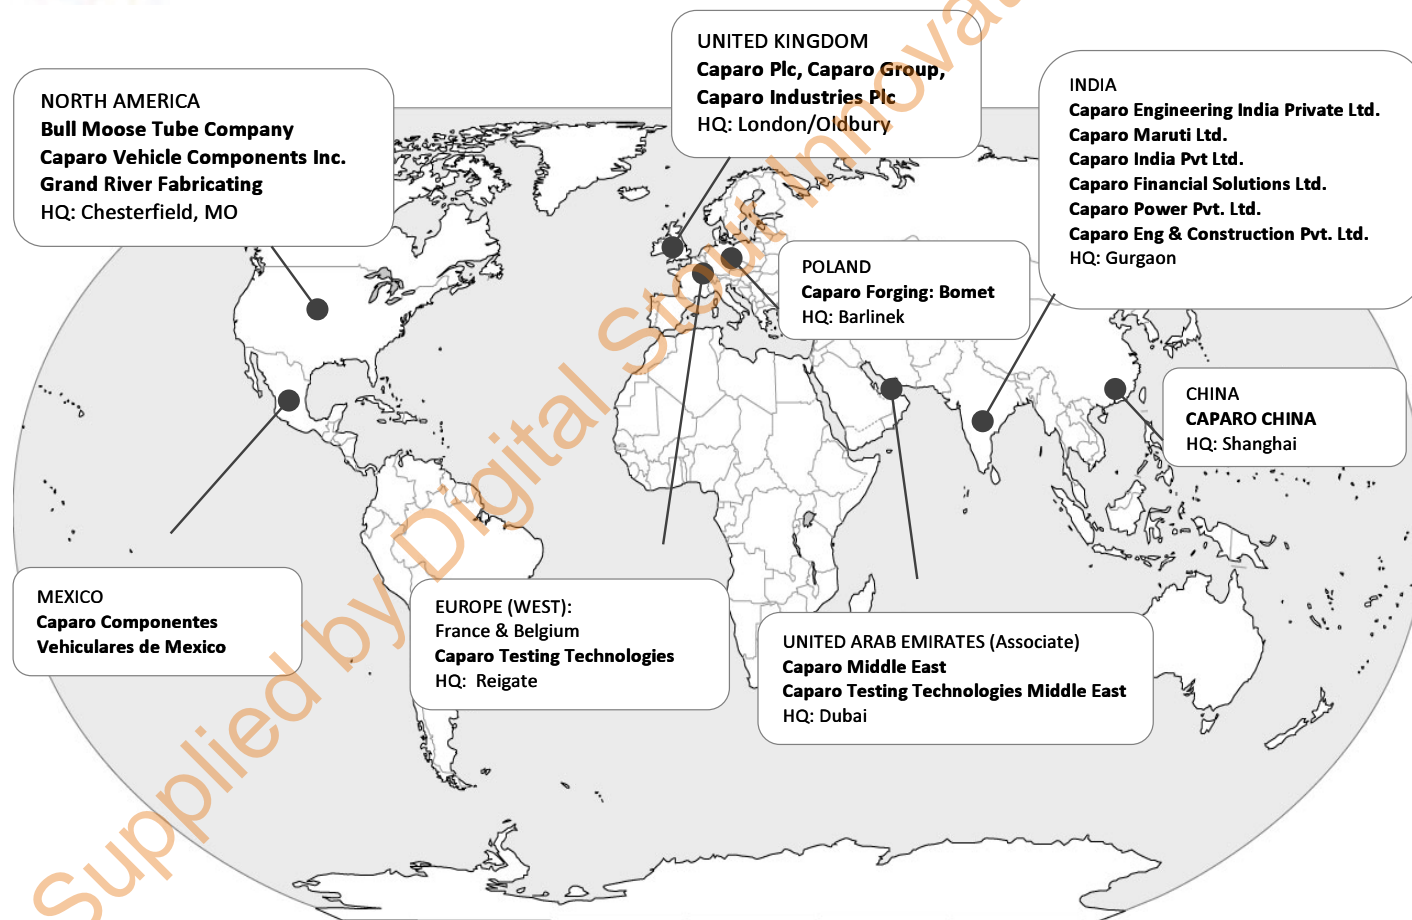 UNITED KINGDOM
Caparo Plc, Caparo Group,
Caparo Industries Plc
HQ: London/Oldbury
NORTH AMERICA
Bull Moose Tube Company
Caparo Vehicle Components Inc.
Grand River Fabricating
HQ: Chesterfield, MO
INDIA
Caparo Engineering India Private Ltd.
Caparo Maruti Ltd.
Caparo India Pvt Ltd.
Caparo Financial Solutions Ltd.
Caparo Power Pvt. Ltd.
Caparo Eng & Construction Pvt. Ltd.
HQ: Gurgaon
POLAND
Caparo Forging: Bomet
HQ: Barlinek
CHINA
CAPARO CHINA
HQ: Shanghai
MEXICO
Caparo Componentes
Vehiculares de Mexico
EUROPE (WEST):
France & Belgium
Caparo Testing Technologies
HQ: Reigate
UNITED ARAB EMIRATES (Associate)
Caparo Middle East
Caparo Testing Technologies Middle East
HQ: Dubai
Supplied by Digital Stout Innovat